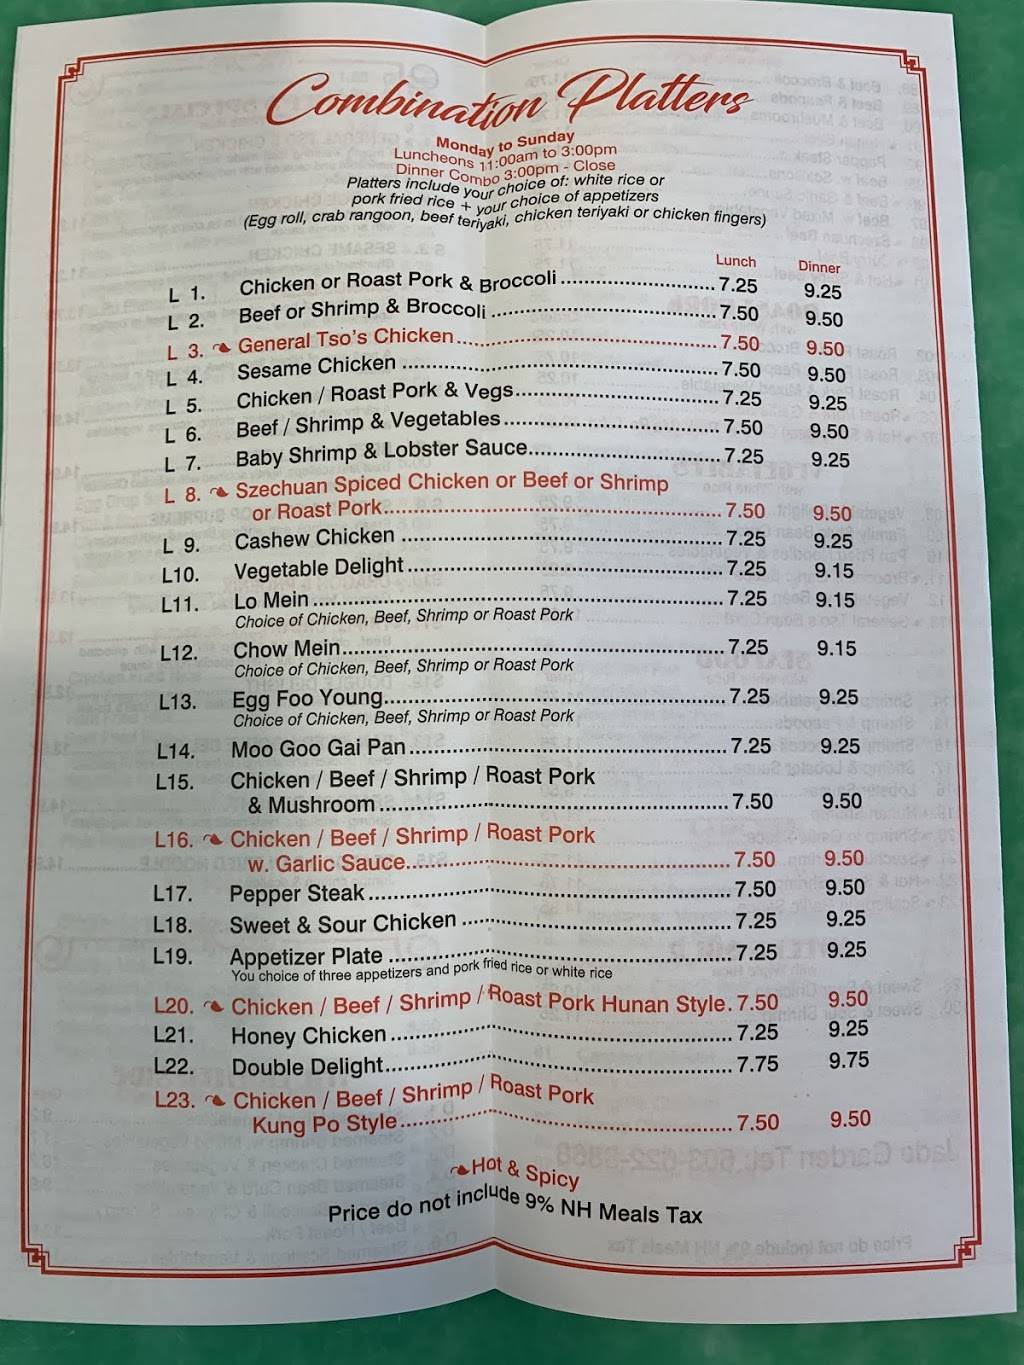 Combination Platters
Monday to Sunday
Luncheons 11:00am to 3:00pm
Dinner Combo 3:00pm - Close
Platters include your choice of: white rice or
pork fried rice + your choice of appetizers
(Egg roll, crab rangoon, beef teriyaki, chicken teriyaki or chicken fingers)
Lunch Dinner
L 1. Chicken or Roast Pork & Broccoli 7.25 9.25
L 2. Beef or Shrimp & Broccoli 7.50 9.50
L 3. General Tso's Chicken 7.50 9.50
L 4. Sesame Chicken 7.50 9.50
L 5. Chicken / Roast Pork & Vegs 7.25 9.25
L 6. Beef / Shrimp & Vegetables 7.50 9.50
L 7. Baby Shrimp & Lobster Sauce 7.25 9.25
L 8. Szechuan Spiced Chicken or Beef or Shrimp
or Roast Pork 7.50 9.50
L 9. Cashew Chicken 7.25 9.25
L10. Vegetable Delight 7.25 9.15
L11. Lo Mein 7.25 9.15
Choice of Chicken, Beef, Shrimp or Roast Pork
L12. Chow Mein 7.25 9.15
Choice of Chicken, Beef, Shrimp or Roast Pork
L13. Egg Foo Young 7.25 9.25
Choice of Chicken, Beef, Shrimp or Roast Pork
L14. Moo Goo Gai Pan 7.25 9.25
L15. Chicken / Beef / Shrimp / Roast Pork
& Mushroom 7.50 9.50
L16. Chicken / Beef / Shrimp / Roast Pork
w. Garlic Sauce 7.50 9.50
L17. Pepper Steak 7.50 9.50
L18. Sweet & Sour Chicken 7.25 9.25
L19. Appetizer Plate 7.25 9.25
You choice of three appetizers and pork fried rice or white rice
L20. Chicken / Beef / Shrimp / Roast Pork Hunan Style. 7.50 9.50
L21. Honey Chicken 7.25 9.25
L22. Double Delight 7.75 9.75
L23. Chicken / Beef / Shrimp / Roast Pork
Kung Po Style 7.50 9.50
Hot & Spicy
Price do not include 9% NH Meals Tax